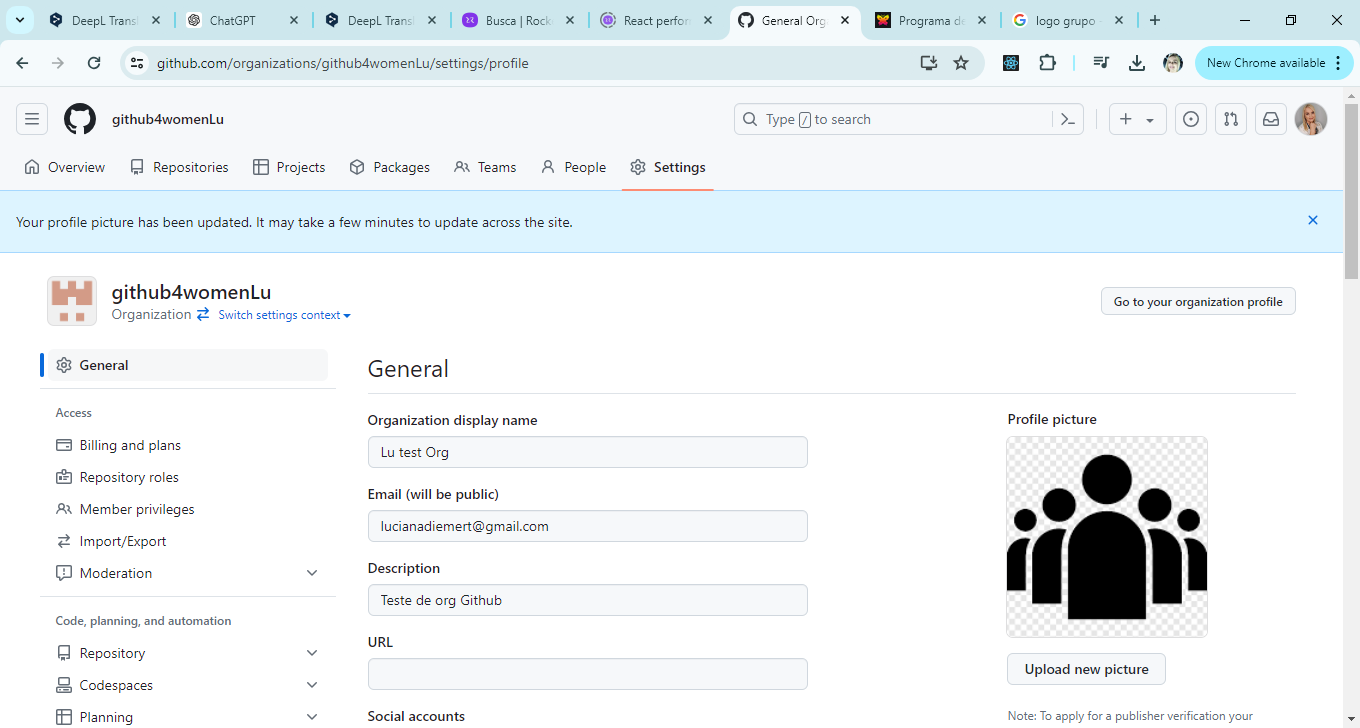 DeepL Transl
ChatGPT
DeepL Transl
Busca | Rock
React perfor
General Org
Programa de
logo grupo -
github.com/organizations/github4womenLu/settings/profile
New Chrome available
github4womenLu
Type / to search
Overview
Repositories
Projects
Packages
Teams
People
Settings
Your profile picture has been updated. It may take a few minutes to update across the site.
github4womenLu
Organization
Switch settings context
Go to your organization profile
General
Access
Billing and plans
Repository roles
Member privileges
Import/Export
Moderation
Code, planning, and automation
Repository
Codespaces
Planning
General
Organization display name
Lu test Org
Email (will be public)
lucianadiemert@gmail.com
Description
Teste de org Github
URL
Social accounts
Profile picture
Upload new picture
Note: To apply for a publisher verification your